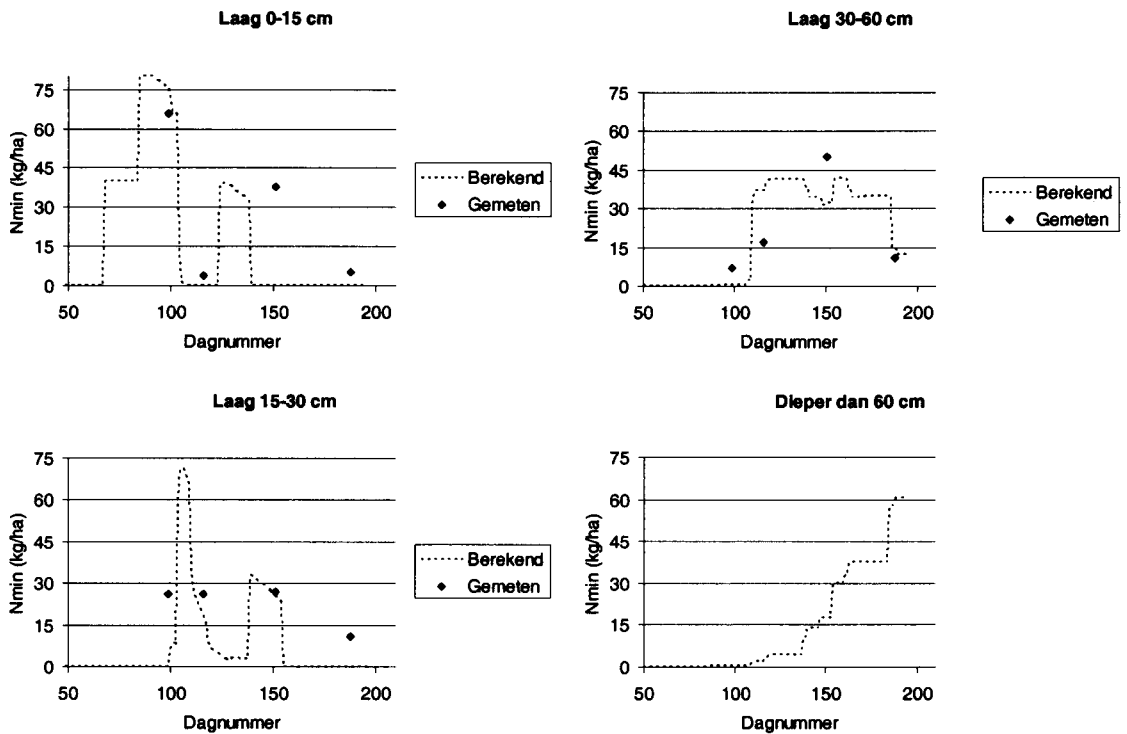 Laag 0-15 cm
Nmin (kg/ha)
75
60
45
30
15
0
50 100 150 200
Dagnummer
Berekend
Gemeten
Laag 30-60 cm
Nmin (kg/ha)
75
60
45
30
15
0
50 100 150 200
Dagnummer
Berekend
Gemeten
Laag 15-30 cm
Nmin (kg/ha)
75
60
45
30
15
0
50 100 150 200
Dagnummer
Berekend
Gemeten
Dieper dan 60 cm
Nmin (kg/ha)
75
60
45
30
15
0
50 100 150 200
Dagnummer